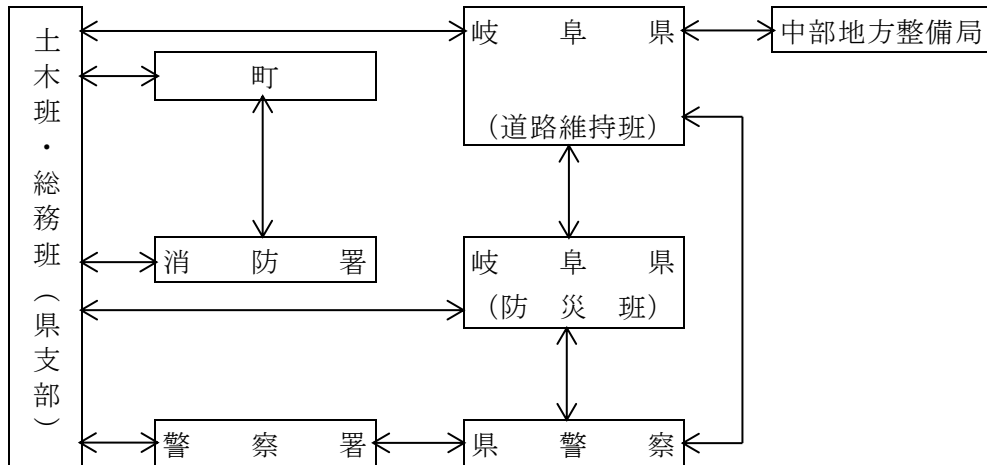 土木班・総務班（県支部）
岐阜県
（道路維持班）
中部地方整備局
町
消防署
岐阜県
（防災班）
警察署
県警察